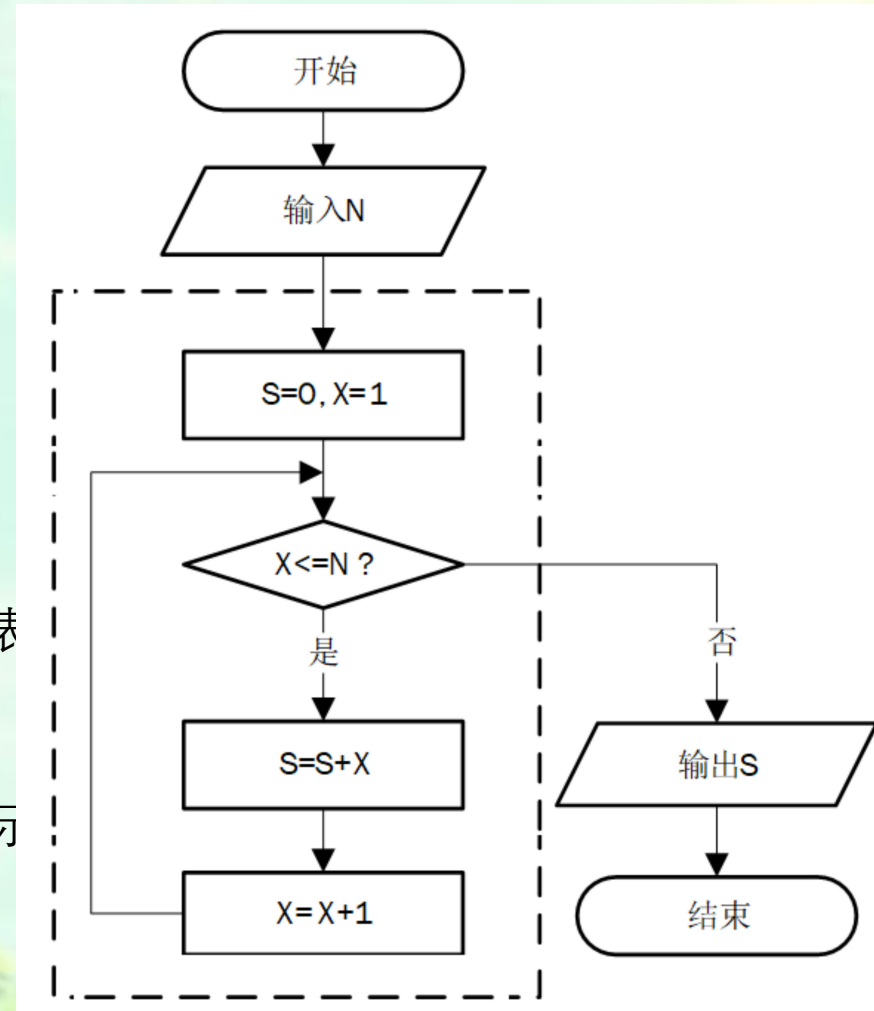 开始
输入N
S=0, X=1
X<=N ?
是
否
S=S+X
输出S
X=X+1
结束